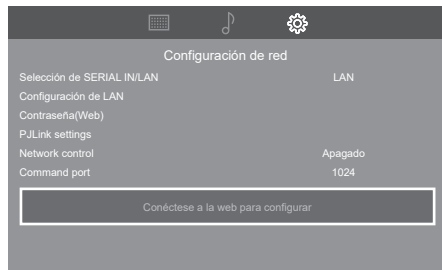 Configuración de red
Selección de SERIAL IN/LAN LAN
Configuración de LAN
Contraseña(Web)
PJLink settings
Network control Apagado
Command port 1024
Conéctese a la web para configurar